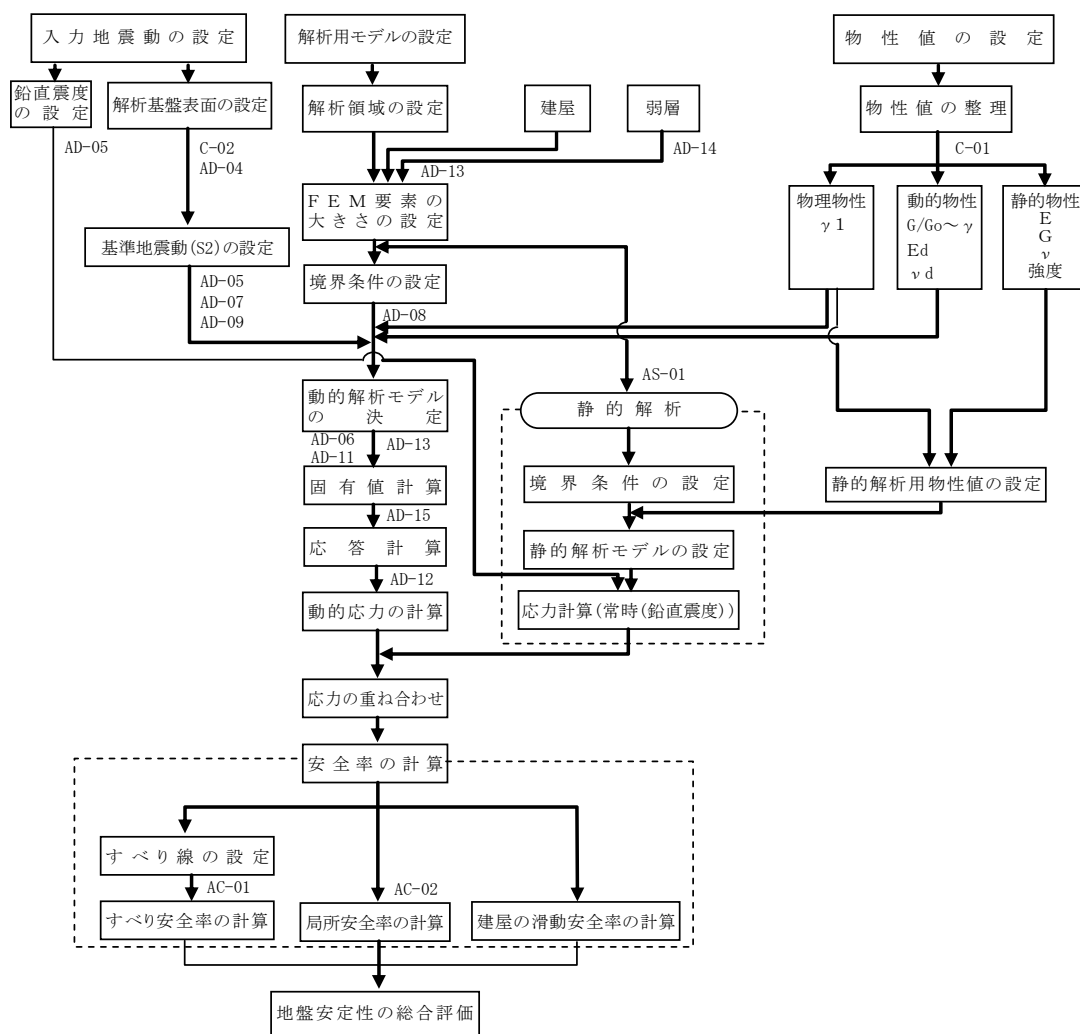 入力地震動の設定
解析用モデルの設定
物性値の設定
鉛直震度
の設定
解析基盤表面の設定
解析領域の設定
建屋
弱層
物性値の整理
AD-05
C-02
AD-04
AD-13
AD-14
C-01
FEM要素の
大きさの設定
物理物性
γ1
動的物性
G/Go～γ
Ed
νd
静的物性
E
G
ν
強度
基準地震動(S2)の設定
境界条件の設定
AD-05
AD-07
AD-09
AD-08
動的解析モデル
の決定
AS-01
静的解析
AD-06
AD-11
AD-13
固有値計算
境界条件の設定
静的解析用物性値の設定
AD-15
応答計算
静的解析モデルの設定
AD-12
動的応力の計算
応力計算(常時(鉛直震度))
応力の重ね合わせ
安全率の計算
すべり線の設定
AC-01
AC-02
すべり安全率の計算
局所安全率の計算
建屋の滑動安全率の計算
地盤安定性の総合評価